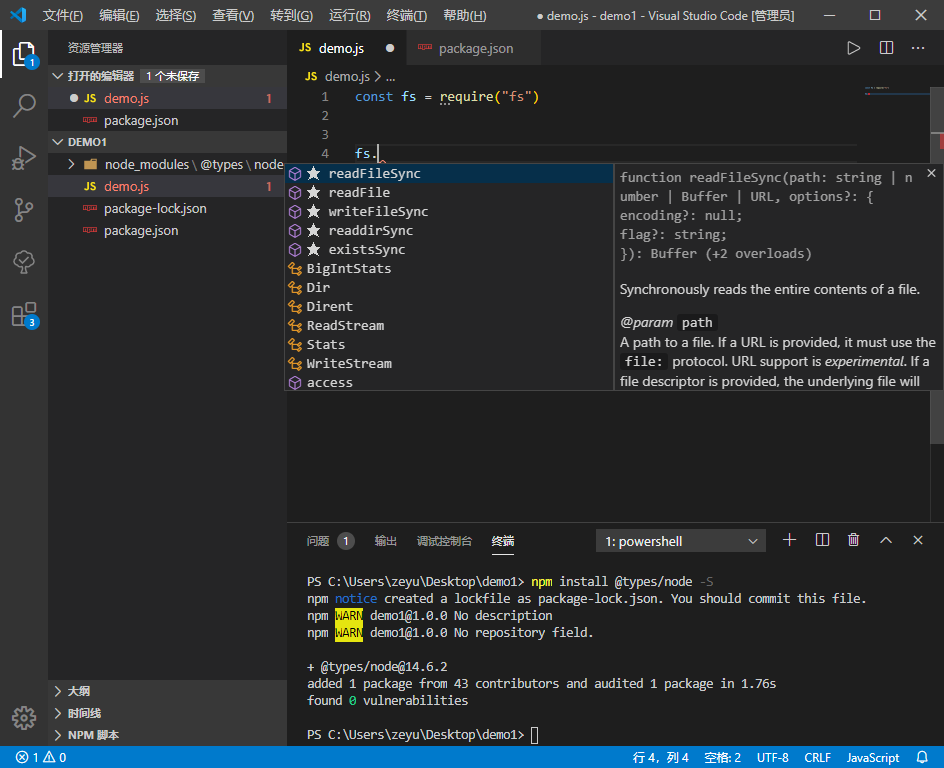 文件(F) 编辑(E) 选择(S) 查看(V) 转到(G) 运行(R) 终端(T) 帮助(H) ● demo.js - demo1 - Visual Studio Code [管理员]
资源管理器
打开的编辑器 1 个未保存
● JS demo.js 1
package.json
DEMO1
node_modules \ @types \ node
JS demo.js 1
package-lock.json
package.json
大纲
时间线
NPM 脚本
1
3
JS demo.js ● package.json
JS demo.js > ...
1 const fs = require("fs")
2
3
4 fs.
readFileSync
readFile
writeFileSync
readdirSync
existsSync
BigIntStats
Dir
Dirent
ReadStream
Stats
WriteStream
access
function readFileSync(path: string | n
umber | Buffer | URL, options?: {
encoding?: null;
flag?: string;
}): Buffer (+2 overloads)
Synchronously reads the entire contents of a file.
@param path
A path to a file. If a URL is provided, it must use the
file: protocol. URL support is experimental. If a
file descriptor is provided, the underlying file will
问题 1 输出 调试控制台 终端 1: powershell
PS C:\Users\zeyu\Desktop\demo1> npm install @types/node -S
npm notice created a lockfile as package-lock.json. You should commit this file.
npm WARN demo1@1.0.0 No description
npm WARN demo1@1.0.0 No repository field.
+ @types/node@14.6.2
added 1 package from 43 contributors and audited 1 package in 1.76s
found 0 vulnerabilities
PS C:\Users\zeyu\Desktop\demo1>
1 0 行 4，列 4 空格: 2 UTF-8 CRLF JavaScript